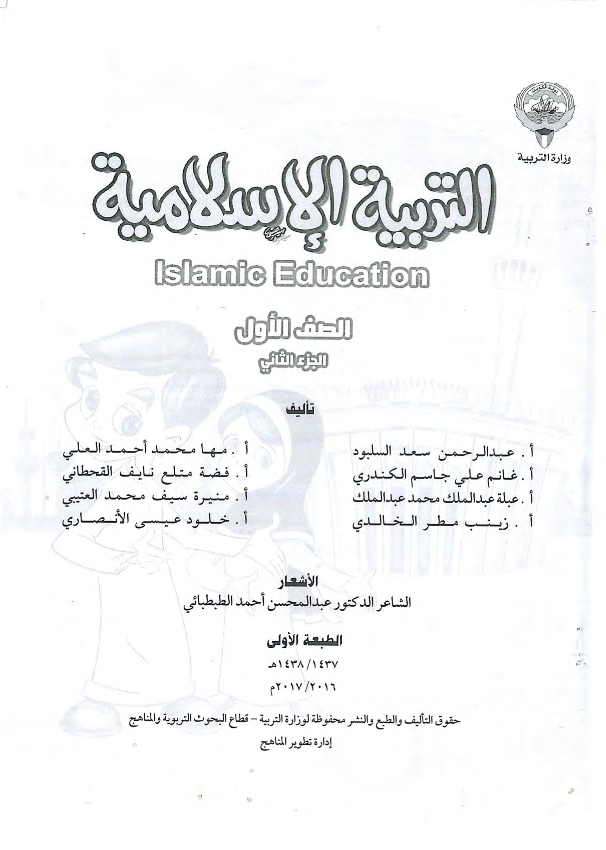 وزارة التربية
التربية الإسلامية
Islamic Education
الصف الأول
الجزء الثاني
تأليف
أ. عبدالرحمن سعد السلبود
أ. مها محمد أحمد العلي
أ. غانم علي جاسم الكندري
أ. فضة متلع نايف القحطاني
أ. عبلة عبدالملك محمد عبدالملك
أ. منيرة سيف محمد العتيبي
أ. زينب مطر الخالدي
أ. خلود عيسى الأنصاري
الأشعار
الشاعر الدكتور عبدالمحسن أحمد الطبطبائي
الطبعة الأولى
١٤٣٧/ ١٤٣٨هـ
٢٠١٦/ ٢٠١٧م
حقوق التأليف والطبع والنشر محفوظة لوزارة التربية – قطاع البحوث التربوية والمناهج
إدارة تطوير المناهج